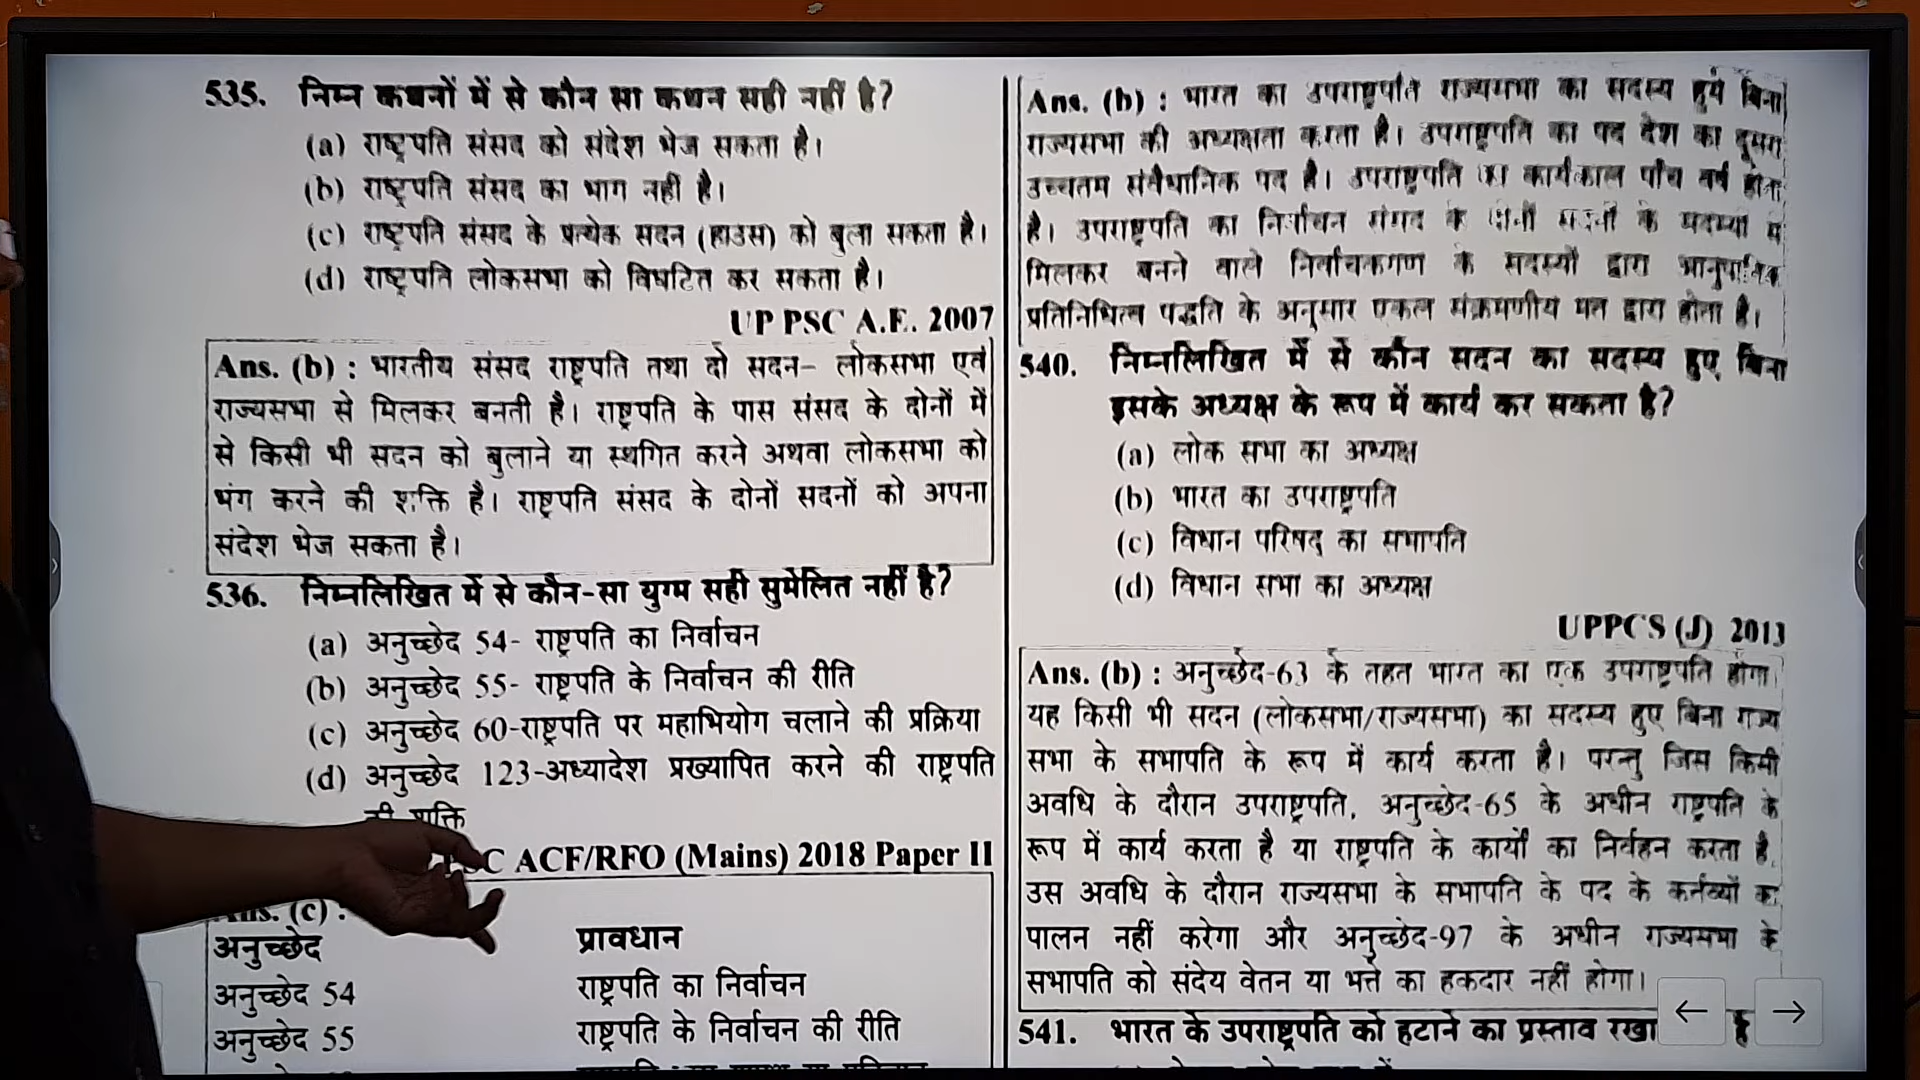 535. निम्न कथनों में से कौन सा कथन सही नहीं है?
(a) राष्ट्रपति संसद को संदेश भेज सकता है।
(b) राष्ट्रपति संसद का भाग नहीं है।
(c) राष्ट्रपति संसद के प्रत्येक सदन (हाउस) को बुला सकता है।
(d) राष्ट्रपति लोकसभा को विघटित कर सकता है।
UP PSC A.E. 2007
Ans. (b) : भारतीय संसद राष्ट्रपति तथा दो सदन– लोकसभा एवं
राज्यसभा से मिलकर बनती है। राष्ट्रपति के पास संसद के दोनों में
से किसी भी सदन को बुलाने या स्थगित करने अथवा लोकसभा को
भंग करने की शक्ति है। राष्ट्रपति संसद के दोनों सदनों को अपना
संदेश भेज सकता है।
536. निम्नलिखित में से कौन-सा युग्म सही सुमेलित नहीं है?
(a) अनुच्छेद 54- राष्ट्रपति का निर्वाचन
(b) अनुच्छेद 55- राष्ट्रपति के निर्वाचन की रीति
(c) अनुच्छेद 60-राष्ट्रपति पर महाभियोग चलाने की प्रक्रिया
(d) अनुच्छेद 123-अध्यादेश प्रख्यापित करने की राष्ट्रपति
की शक्ति
ACF/RFO (Mains) 2018 Paper II
Ans. (c) :
अनुच्छेद प्रावधान
अनुच्छेद 54 राष्ट्रपति का निर्वाचन
अनुच्छेद 55 राष्ट्रपति के निर्वाचन की रीति
Ans. (b) : भारत का उपराष्ट्रपति राज्यसभा का सदस्य हुये बिना
राज्यसभा की अध्यक्षता करता है। उपराष्ट्रपति का पद देश का दूसरा
उच्चतम संवैधानिक पद है। उपराष्ट्रपति का कार्यकाल पाँच वर्ष होता
है। उपराष्ट्रपति का निर्वाचन संसद के दोनों सदनों के सदस्यों से
मिलकर बनने वाले निर्वाचकगण के सदस्यों द्वारा आनुपातिक
प्रतिनिधित्व पद्धति के अनुसार एकल संक्रमणीय मत द्वारा होता है।
540. निम्नलिखित में से कौन सदन का सदस्य हुए बिना
इसके अध्यक्ष के रूप में कार्य कर सकता है?
(a) लोक सभा का अध्यक्ष
(b) भारत का उपराष्ट्रपति
(c) विधान परिषद का सभापति
(d) विधान सभा का अध्यक्ष
UPPCS (J) 2013
Ans. (b) : अनुच्छेद-63 के तहत भारत का एक उपराष्ट्रपति होगा
यह किसी भी सदन (लोकसभा/राज्यसभा) का सदस्य हुए बिना राज्य
सभा के सभापति के रूप में कार्य करता है। परन्तु जिस किसी
अवधि के दौरान उपराष्ट्रपति, अनुच्छेद-65 के अधीन राष्ट्रपति के
रूप में कार्य करता है या राष्ट्रपति के कार्यों का निर्वहन करता है,
उस अवधि के दौरान राज्यसभा के सभापति के पद के कर्तव्यों का
पालन नहीं करेगा और अनुच्छेद-97 के अधीन राज्यसभा के
सभापति को संदेय वेतन या भत्ते का हकदार नहीं होगा।
541. भारत के उपराष्ट्रपति को हटाने का प्रस्ताव रखा है